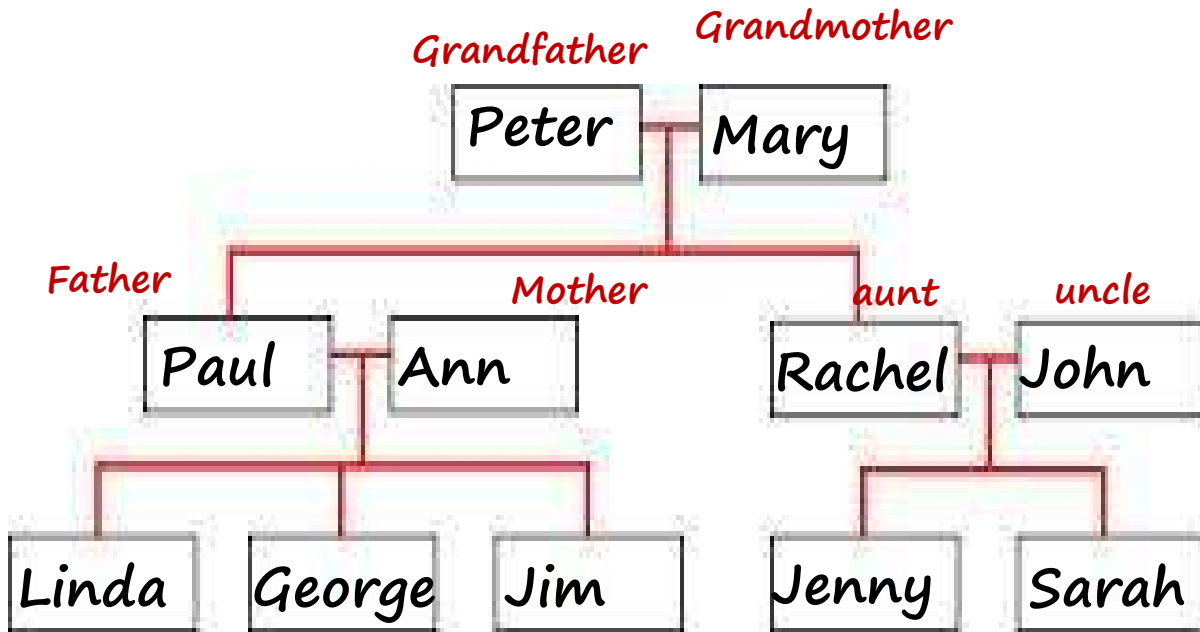 Grandfather Grandmother
Peter Mary
Father Mother aunt uncle
Paul Ann Rachel John
Linda George Jim Jenny Sarah